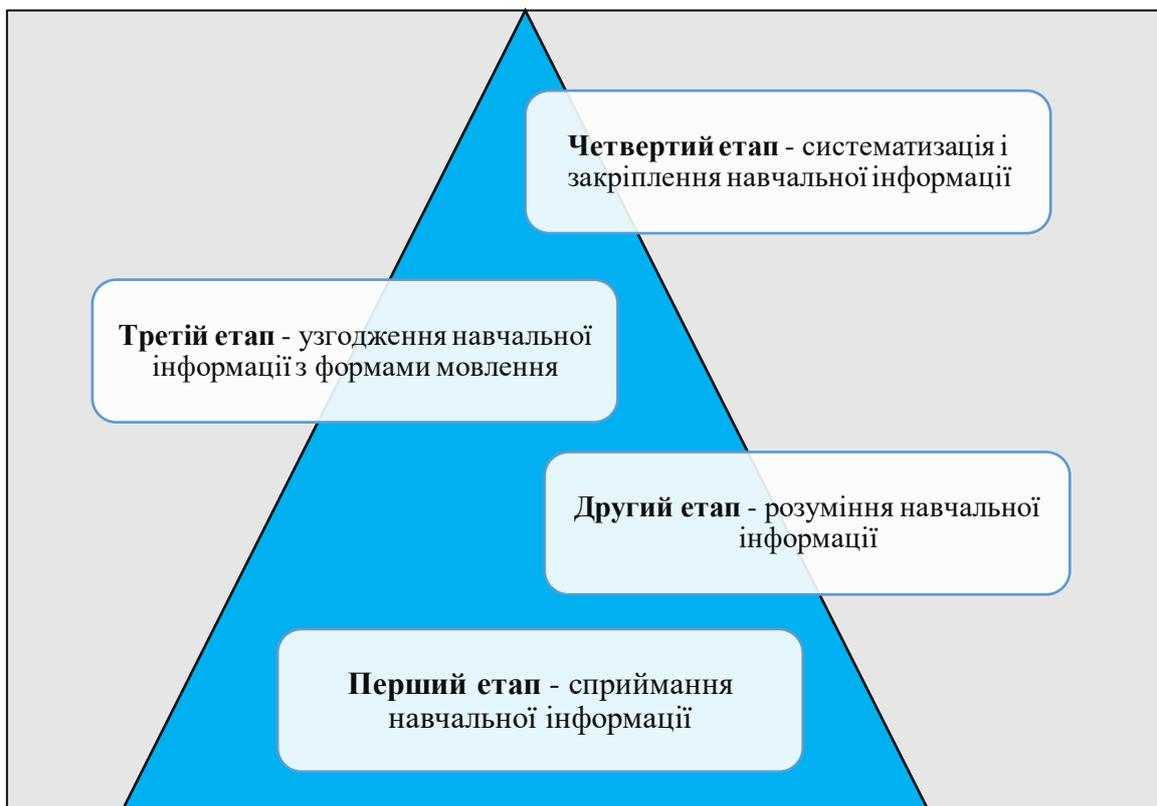 Четвертий етап - систематизація і
закріплення навчальної інформації
Третій етап - узгодження навчальної
інформації з формами мовлення
Другий етап - розуміння навчальної
інформації
Перший етап - сприймання
навчальної інформації